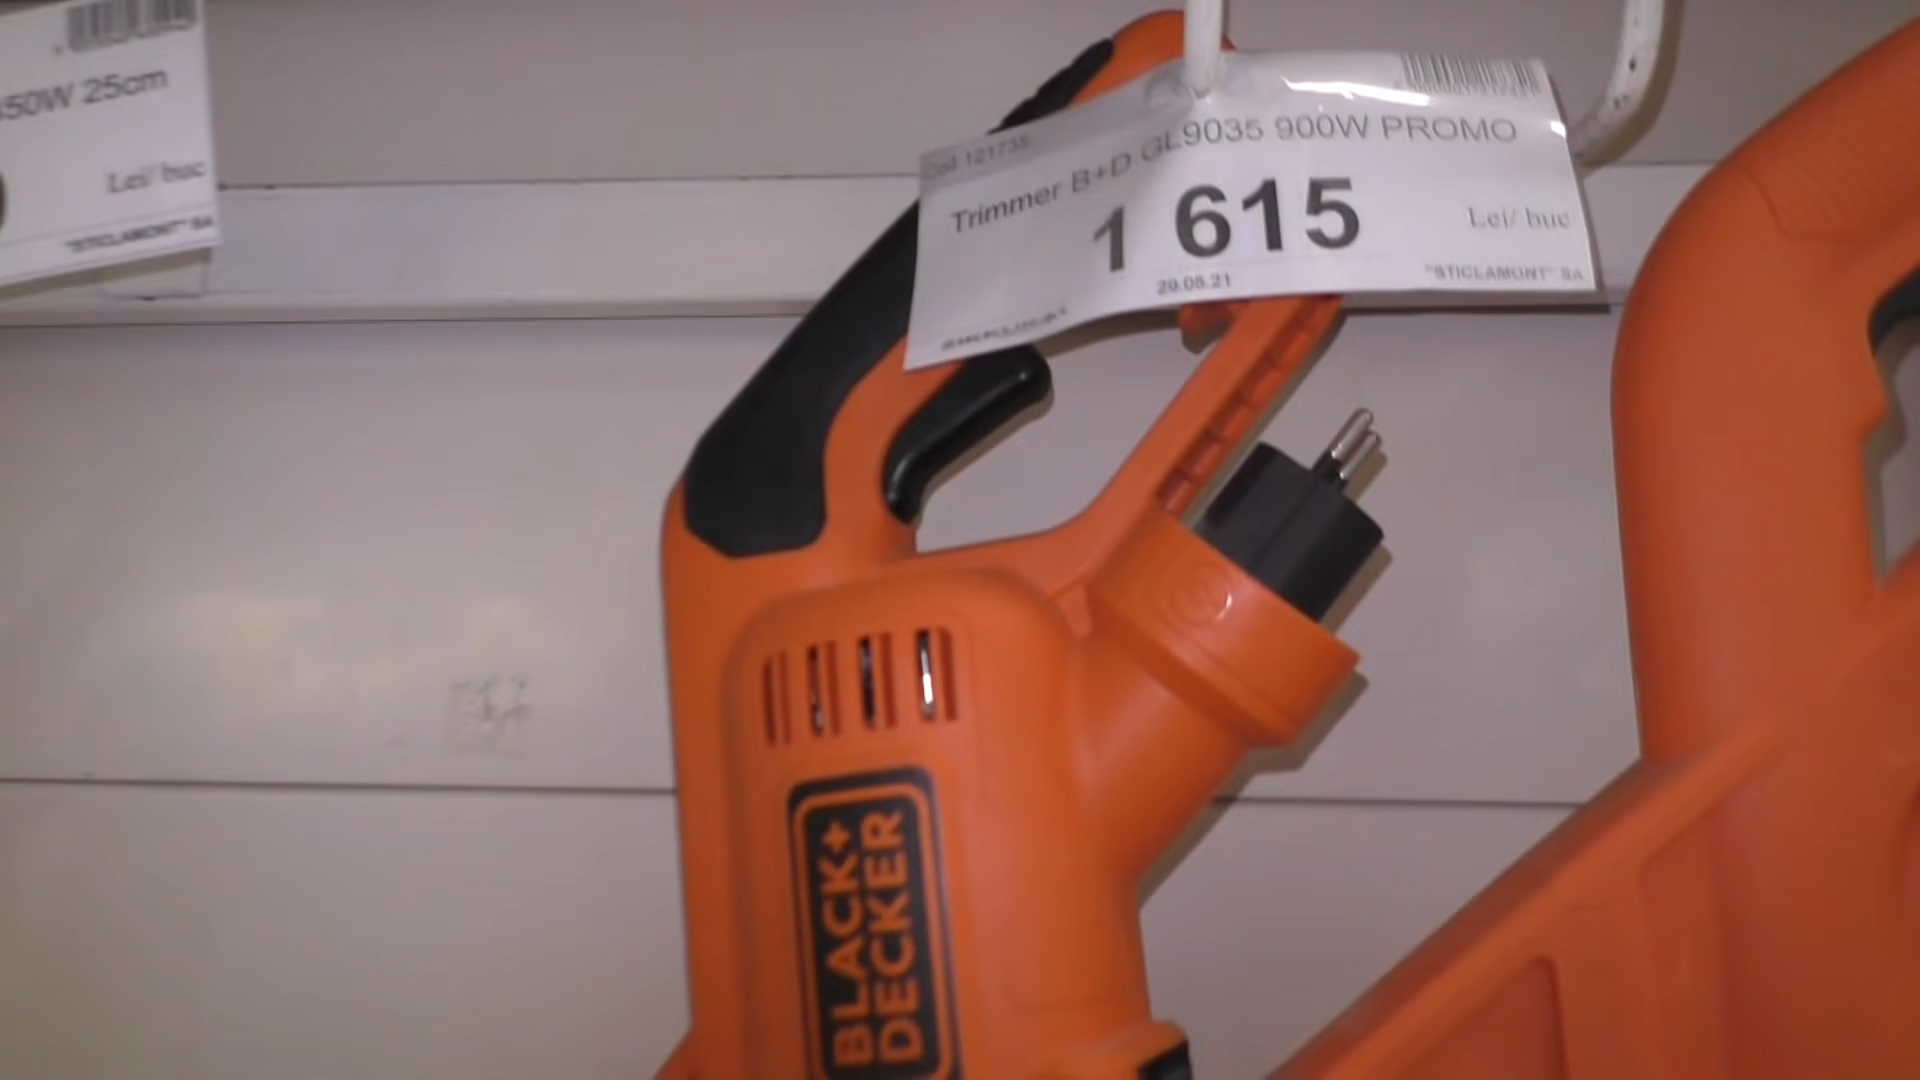 50W 25cm
Lei/ buc
"STICLAMONT" SA
Cod 121735
Trimmer B+D GL9035 900W PROMO
1 615
Lei/ buc
29.05.21
"STICLAMONT" SA
BLACK+
DECKER